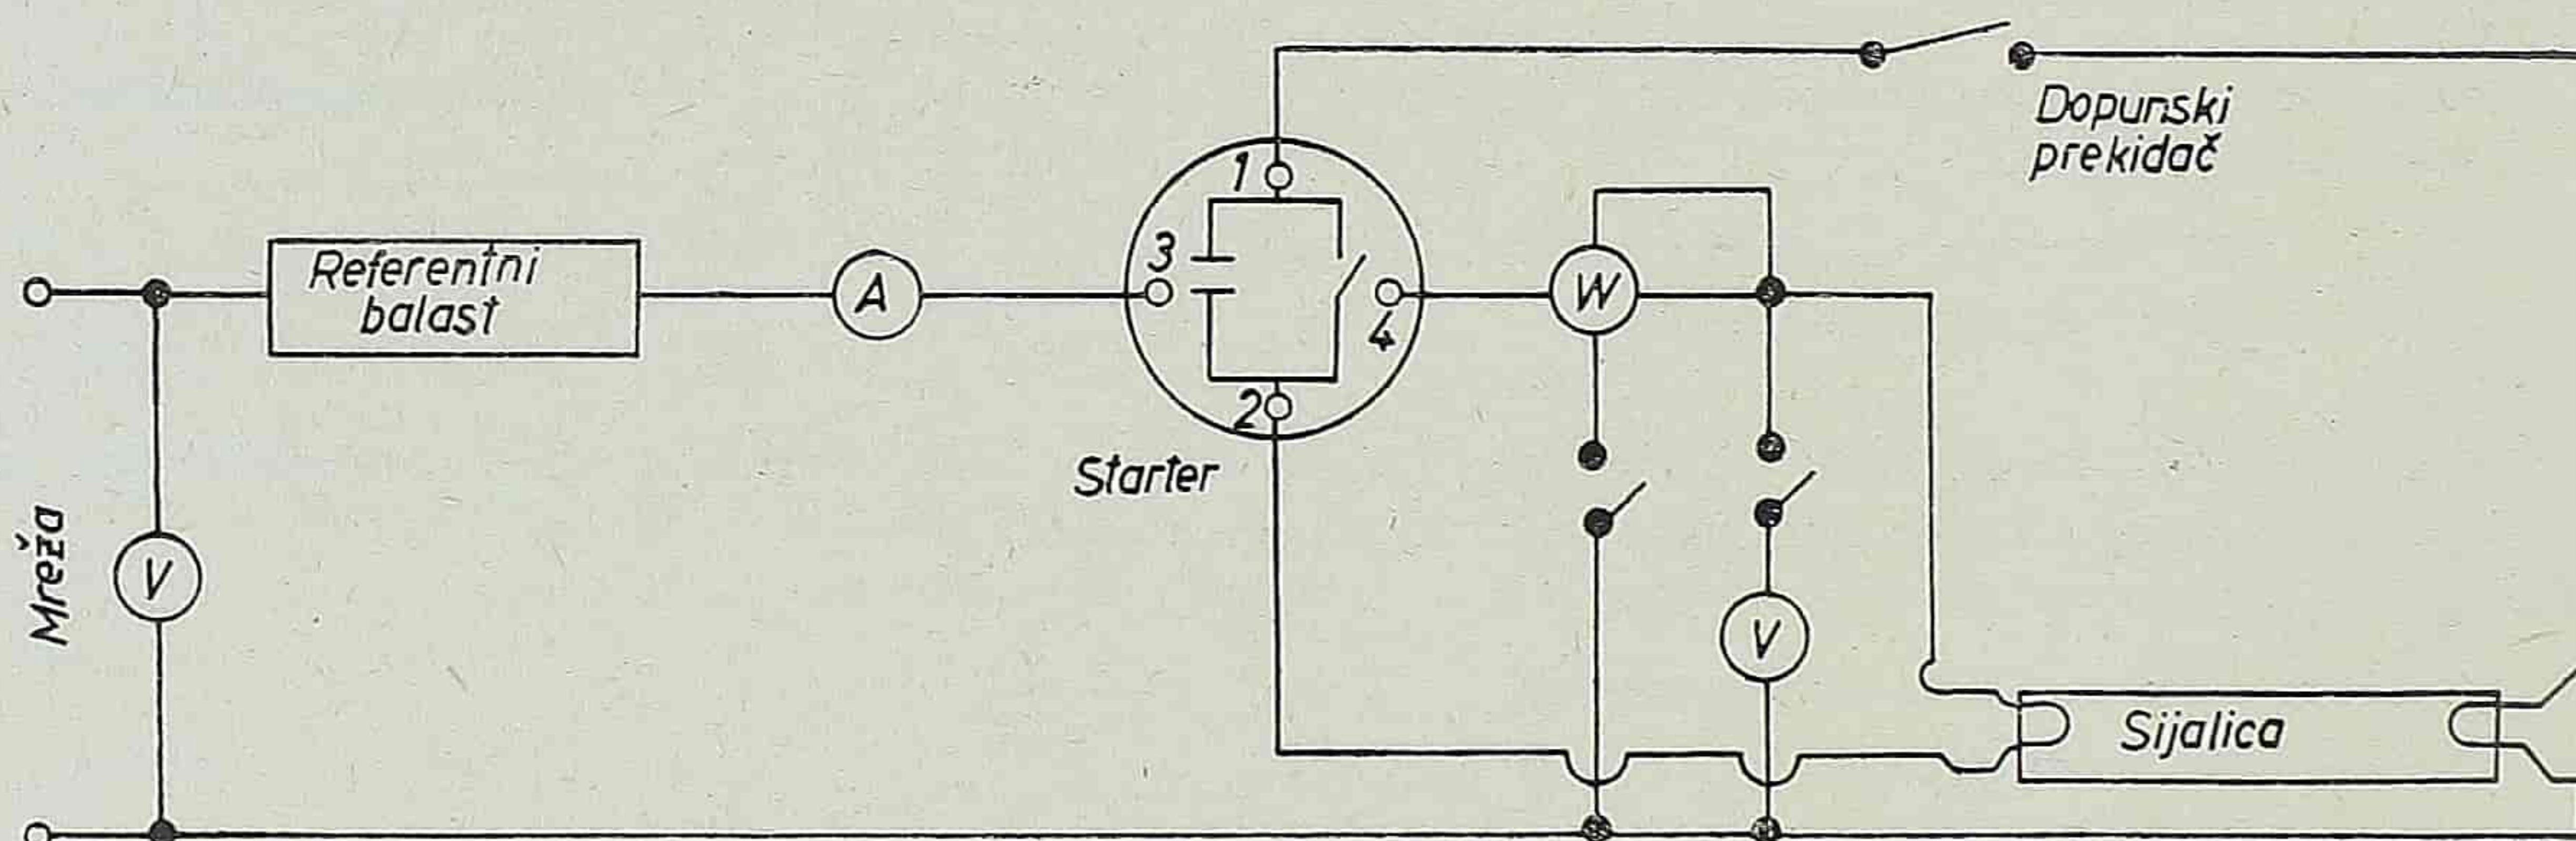 Dopunski
prekidač
1
3
Referentni
balast
A
W
4
2
Starter
Mreža
V
V
Sijalica